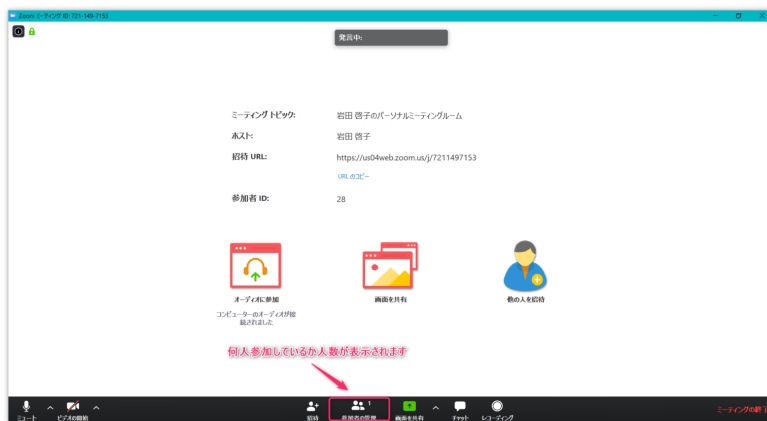 Zoom ミーティング ID: 721-149-7153
発言中:
ミーティング トピック: 岩田 啓子のパーソナルミーティングルーム
ホスト: 岩田 啓子
招待 URL: https://us04web.zoom.us/j/7211497153
URL のコピー
参加者 ID: 28
オーディオに参加 画面を共有 他の人を招待
コンピューターのオーディオが接
続されました
何人参加しているか人数が表示されます
1
ミュート ビデオの開始 招待 参加者の管理 画面を共有 チャット レコーディング ミーティングの終了